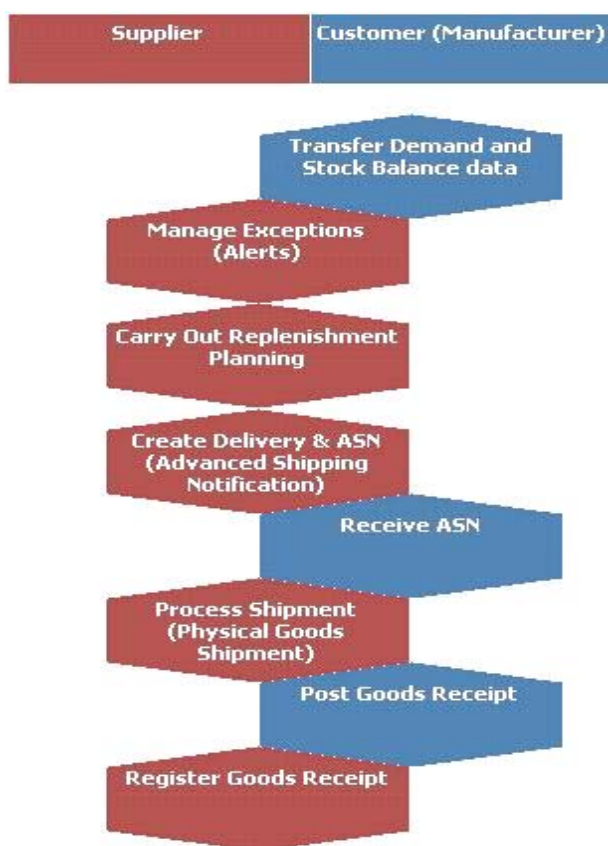 Supplier
Customer (Manufacturer)
Transfer Demand and
Stock Balance data
Manage Exceptions
(Alerts)
Carry Out Replenishment
Planning
Create Delivery & ASN
(Advanced Shipping
Notification)
Receive ASN
Process Shipment
(Physical Goods
Shipment)
Post Goods Receipt
Register Goods Receipt